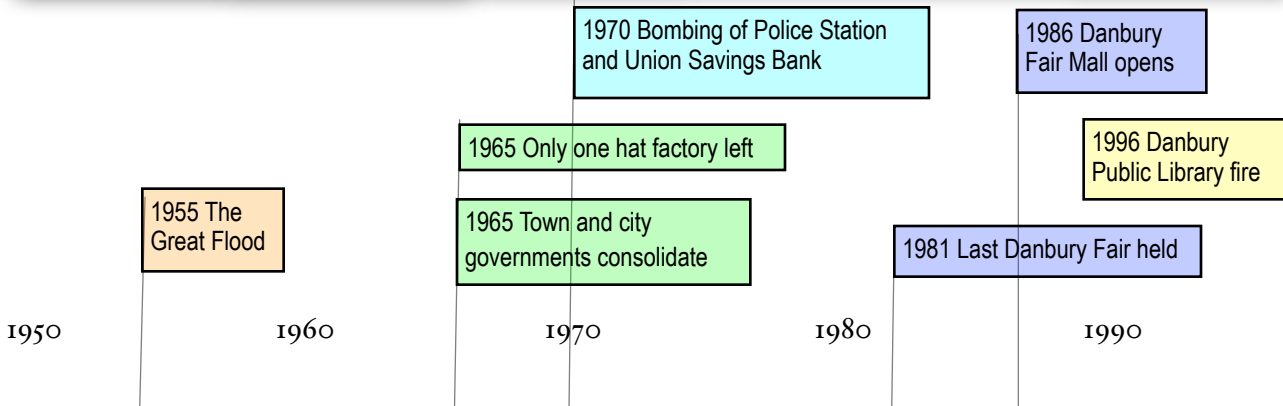 1970 Bombing of Police Station
and Union Savings Bank
1986 Danbury
Fair Mall opens
1965 Only one hat factory left
1996 Danbury
Public Library fire
1955 The
Great Flood
1965 Town and city
governments consolidate
1981 Last Danbury Fair held
1950 1960 1970 1980 1990